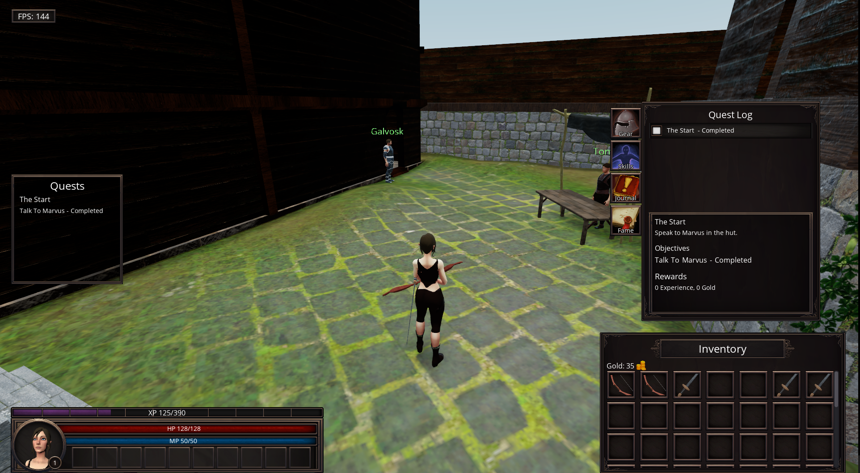 FPS: 144
Galvosk
Quests
The Start
Talk To Marvus - Completed
Gear
Skills
Journal
Fame
Quest Log
The Start - Completed
The Start
Speak to Marvus in the hut.
Objectives
Talk To Marvus - Completed
Rewards
0 Experience, 0 Gold
Inventory
Gold: 35
XP 125/390
HP 128/128
MP 50/50
1